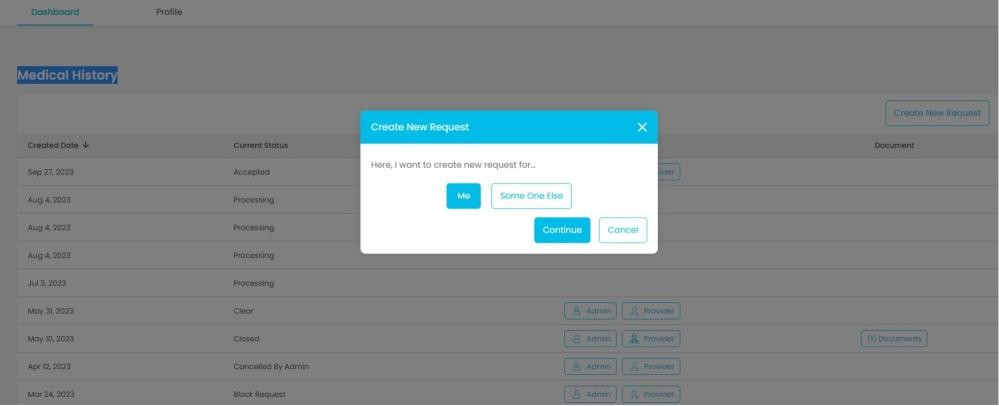 Dashboard Profile
Medical History
Create New Request
Create New Request
Created Date Current Status Document
Here, I want to create new request for...
Sep 27, 2023 Accepted
Me Some One Else
Aug 4, 2023 Processing
Aug 4, 2023 Processing
Continue Cancel
Aug 4, 2023 Processing
Jul 3, 2023 Processing
May 31, 2023 Clear Admin Provider
May 10, 2023 Closed Admin Provider (1) Documents
Apr 12, 2023 Cancelled By Admin Admin Provider
Mar 24, 2023 Block Request Admin Provider